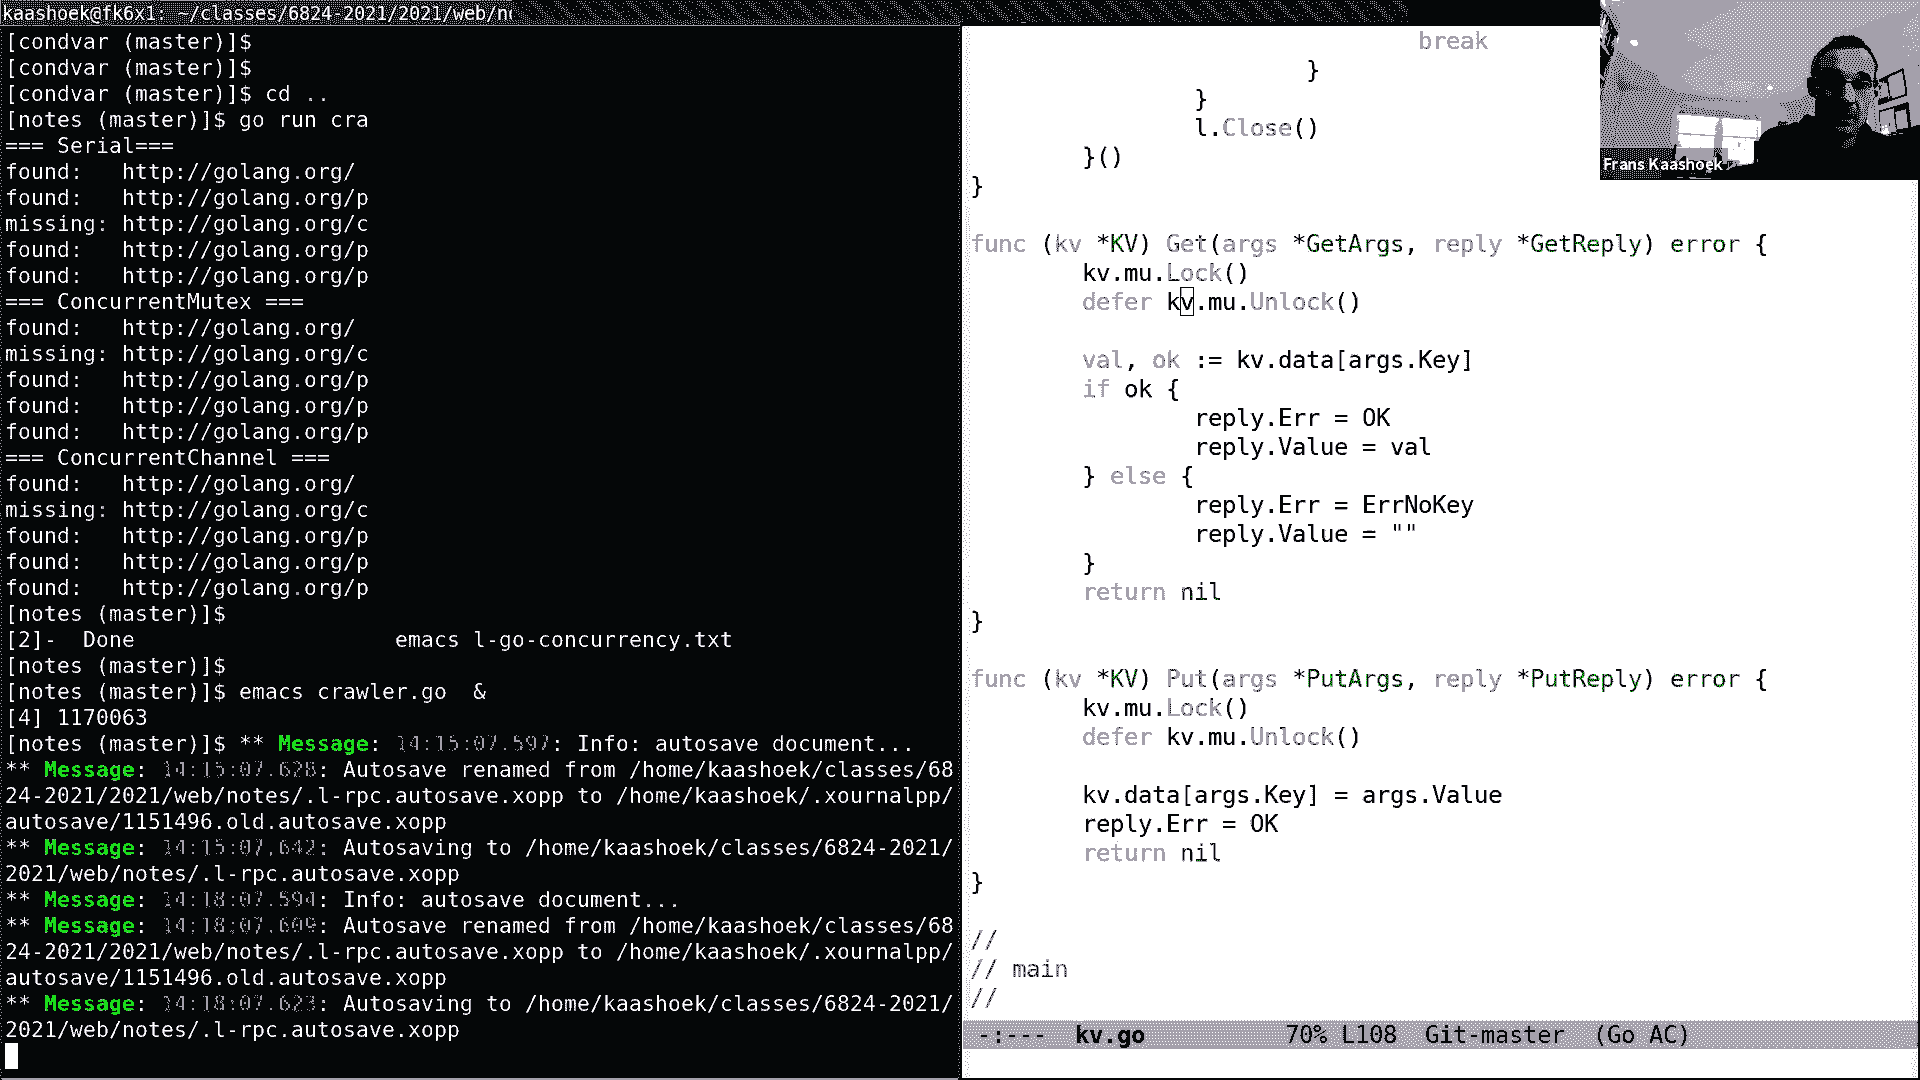 kaashoek@fk6x1: ~/classes/6824-2021/2021/web/no
[condvar (master)]$
[condvar (master)]$
[condvar (master)]$ cd ..
[notes (master)]$ go run cra
=== Serial===
found:   http://golang.org/
found:   http://golang.org/p
missing: http://golang.org/c
found:   http://golang.org/p
found:   http://golang.org/p
=== ConcurrentMutex ===
found:   http://golang.org/
missing: http://golang.org/c
found:   http://golang.org/p
found:   http://golang.org/p
found:   http://golang.org/p
=== ConcurrentChannel ===
found:   http://golang.org/
missing: http://golang.org/c
found:   http://golang.org/p
found:   http://golang.org/p
found:   http://golang.org/p
[notes (master)]$
[2]-  Done                    emacs l-go-concurrency.txt
[notes (master)]$
[notes (master)]$ emacs crawler.go  &
[4] 1170063
[notes (master)]$ ** Message: 14:15:07.597: Info: autosave document...
** Message: 14:15:07.628: Autosave renamed from /home/kaashoek/classes/68
24-2021/2021/web/notes/.l-rpc.autosave.xopp to /home/kaashoek/.xournalpp/
autosave/1151496.old.autosave.xopp
** Message: 14:15:07.642: Autosaving to /home/kaashoek/classes/6824-2021/
2021/web/notes/.l-rpc.autosave.xopp
** Message: 14:18:07.594: Info: autosave document...
** Message: 14:18:07.609: Autosave renamed from /home/kaashoek/classes/68
24-2021/2021/web/notes/.l-rpc.autosave.xopp to /home/kaashoek/.xournalpp/
autosave/1151496.old.autosave.xopp
** Message: 14:18:07.623: Autosaving to /home/kaashoek/classes/6824-2021/
2021/web/notes/.l-rpc.autosave.xopp
break
}
}
l.Close()
}()
}
func (kv *KV) Get(args *GetArgs, reply *GetReply) error {
kv.mu.Lock()
defer kv.mu.Unlock()
val, ok := kv.data[args.Key]
if ok {
reply.Err = OK
reply.Value = val
} else {
reply.Err = ErrNoKey
reply.Value = ""
}
return nil
}
func (kv *KV) Put(args *PutArgs, reply *PutReply) error {
kv.mu.Lock()
defer kv.mu.Unlock()
kv.data[args.Key] = args.Value
reply.Err = OK
return nil
}
//
// main
//
-:---  kv.go          70% L108  Git-master  (Go AC)
Frans Kaashoek